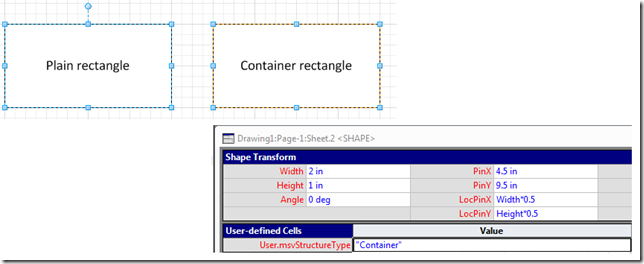 Plain rectangle
Container rectangle
Drawing1:Page-1:Sheet.2 <SHAPE>
Shape Transform
Width 2 in PinX 4.5 in
Height 1 in PinY 9.5 in
Angle 0 deg LocPinX Width*0.5
LocPinY Height*0.5
User-defined Cells Value
User.msvStructureType "Container"